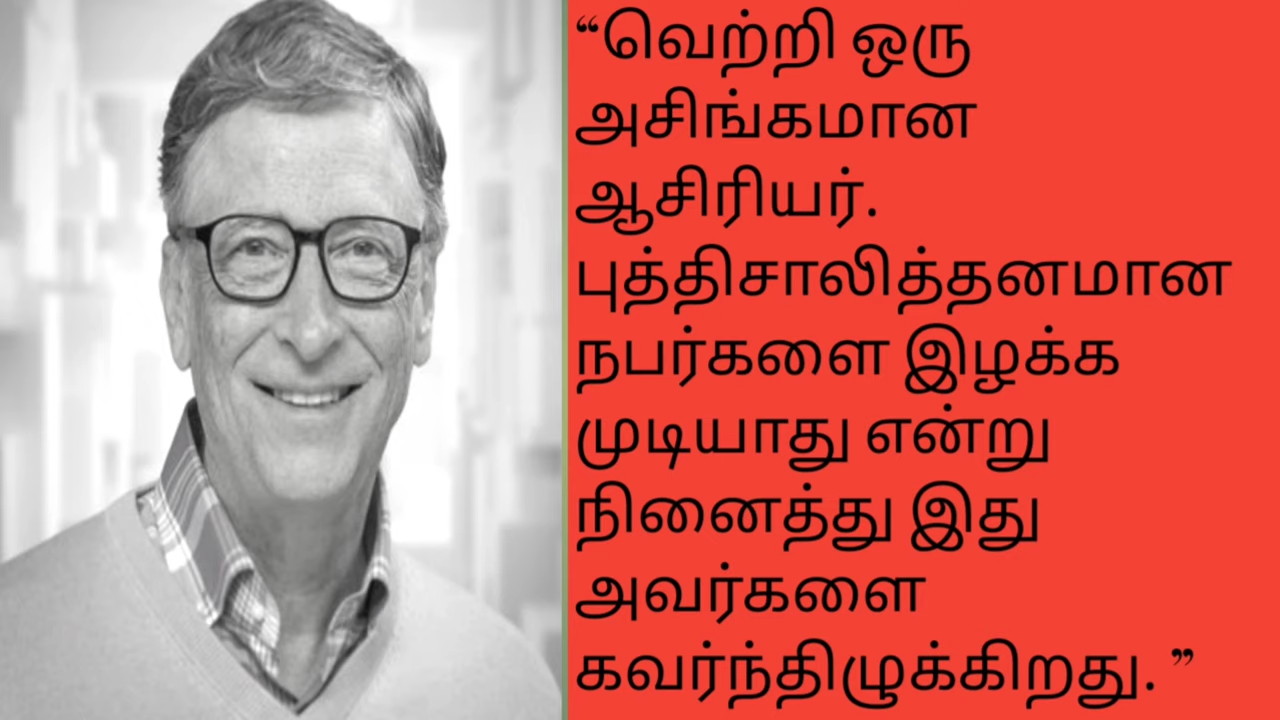 “வெற்றி ஒரு
அசிங்கமான
ஆசிரியர்.
புத்திசாலித்தனமான
நபர்களை இழக்க
முடியாது என்று
நினைத்து இது
அவர்களை
கவர்ந்திழுக்கிறது. ”